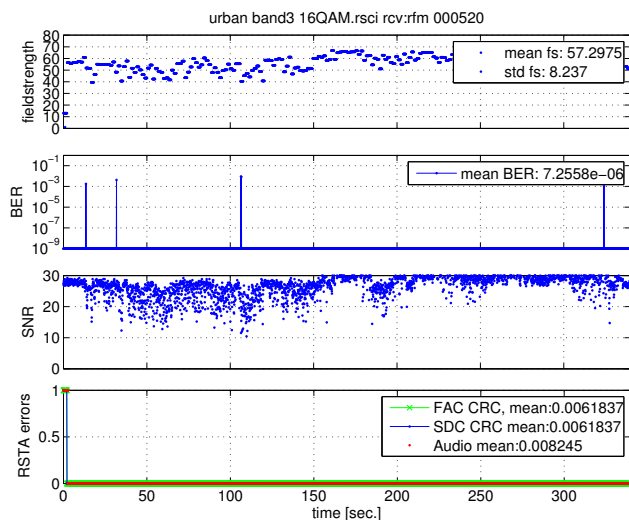 urban band3 16QAM.rsci rcv:rfm 000520
80
70
60
50
40
30
20
10
0
fieldstrength
mean fs: 57.2975
std fs: 8.237
10^-1
10^-3
10^-5
10^-7
10^-9
BER
mean BER: 7.2558e-06
30
20
10
0
SNR
1
0.5
0
RSTA errors
FAC CRC, mean:0.0061837
SDC CRC mean:0.0061837
Audio mean:0.008245
0 50 100 150 200 250 300
time [sec.]